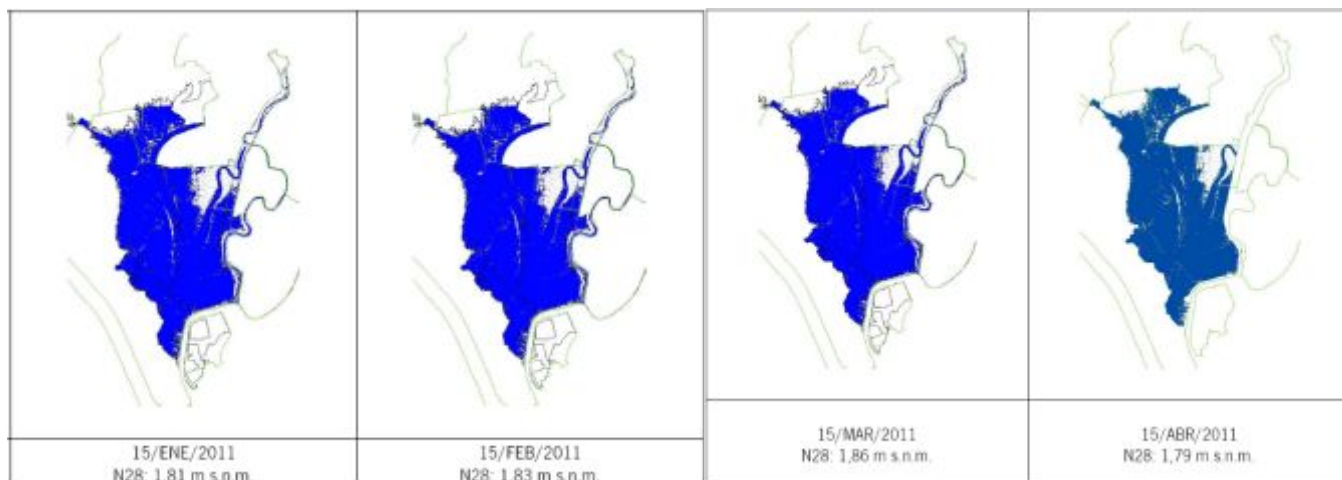 15/ENE/2011
N28: 1,81 m s.n.m.
15/FEB/2011
N28: 1,83 m s.n.m.
15/MAR/2011
N28: 1,86 m s.n.m.
15/ABR/2011
N28: 1,79 m s.n.m.